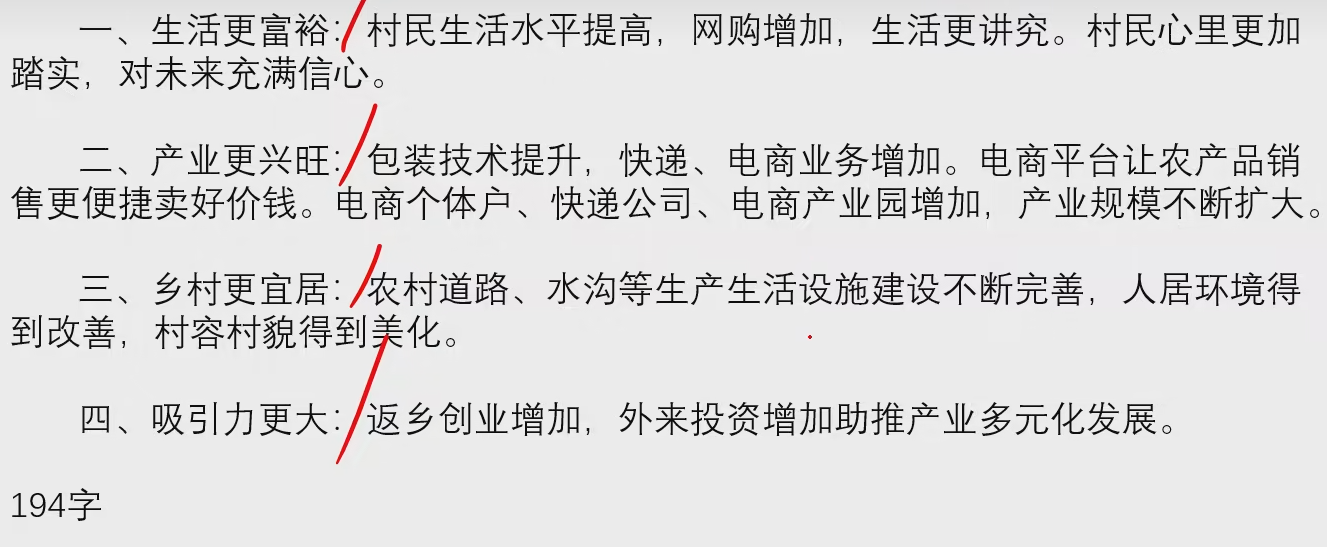 一、生活更富裕：村民生活水平提高，网购增加，生活更讲究。村民心里更加
踏实，对未来充满信心。
二、产业更兴旺：包装技术提升，快递、电商业务增加。电商平台让农产品销
售更便捷卖好价钱。电商个体户、快递公司、电商产业园增加，产业规模不断扩大。
三、乡村更宜居：农村道路、水沟等生产生活设施建设不断完善，人居环境得
到改善，村容村貌得到美化。
四、吸引力更大：返乡创业增加，外来投资增加助推产业多元化发展。
194字